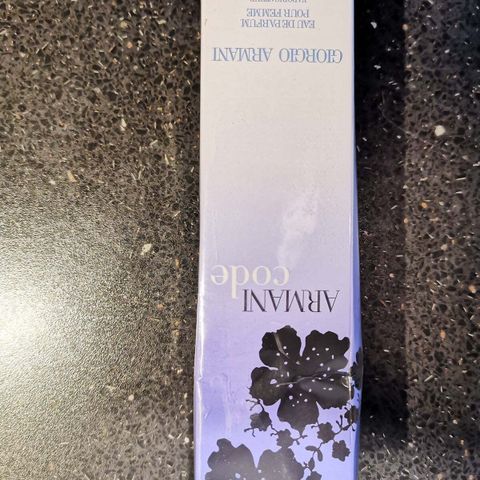 ARMANI
code
GIORGIO ARMANI
POUR FEMME
EAU DE PARFUM